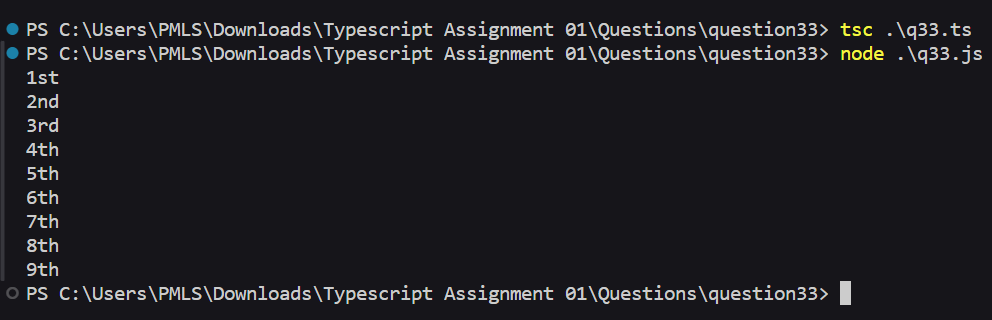 PS C:\Users\PMLS\Downloads\Typescript Assignment 01\Questions\question33> tsc .\q33.ts
PS C:\Users\PMLS\Downloads\Typescript Assignment 01\Questions\question33> node .\q33.js
1st
2nd
3rd
4th
5th
6th
7th
8th
9th
PS C:\Users\PMLS\Downloads\Typescript Assignment 01\Questions\question33>